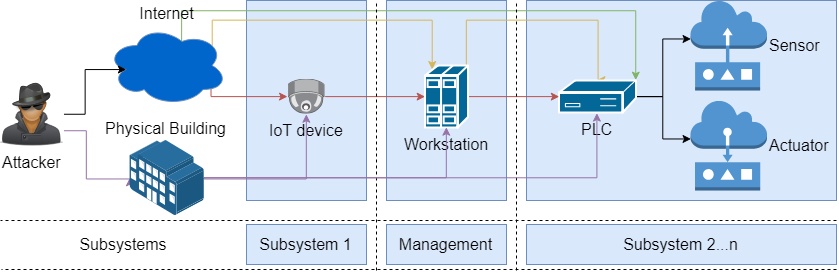 Internet
Sensor
Physical Building
IoT device
PLC
Workstation
Actuator
Attacker
Subsystems
Subsystem 1
Management
Subsystem 2...n